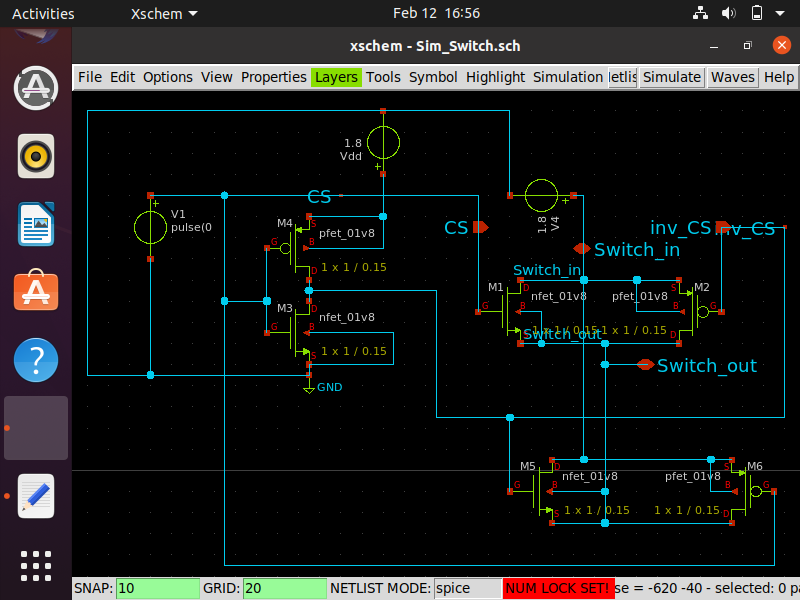 Activities Xschem Feb 12 16:56
xschem - Sim_Switch.sch
File Edit Options View Properties Layers Tools Symbol Highlight Simulation etlis Simulate Waves Help
1.8
Vdd
+
CS
+
V1
pulse(0
M4
S
G
B
D
pfet_01v8
1 x 1 / 0.15
M3
D
G
B
S
nfet_01v8
1 x 1 / 0.15
GND
CS
1.8
V4
+
inv_CS
v_CS
Switch_in
Switch_in
M1
D
G
B
S
nfet_01v8
1 x 1 / 0.15
pfet_01v8
M2
S
G
B
D
1 x 1 / 0.15
Switch_out
Switch_out
M5
D
G
B
S
nfet_01v8
1 x 1 / 0.15
pfet_01v8
M6
S
G
B
D
1 x 1 / 0.15
SNAP: 10 GRID: 20 NETLIST MODE: spice NUM LOCK SET! se = -620 -40 - selected: 0 pa